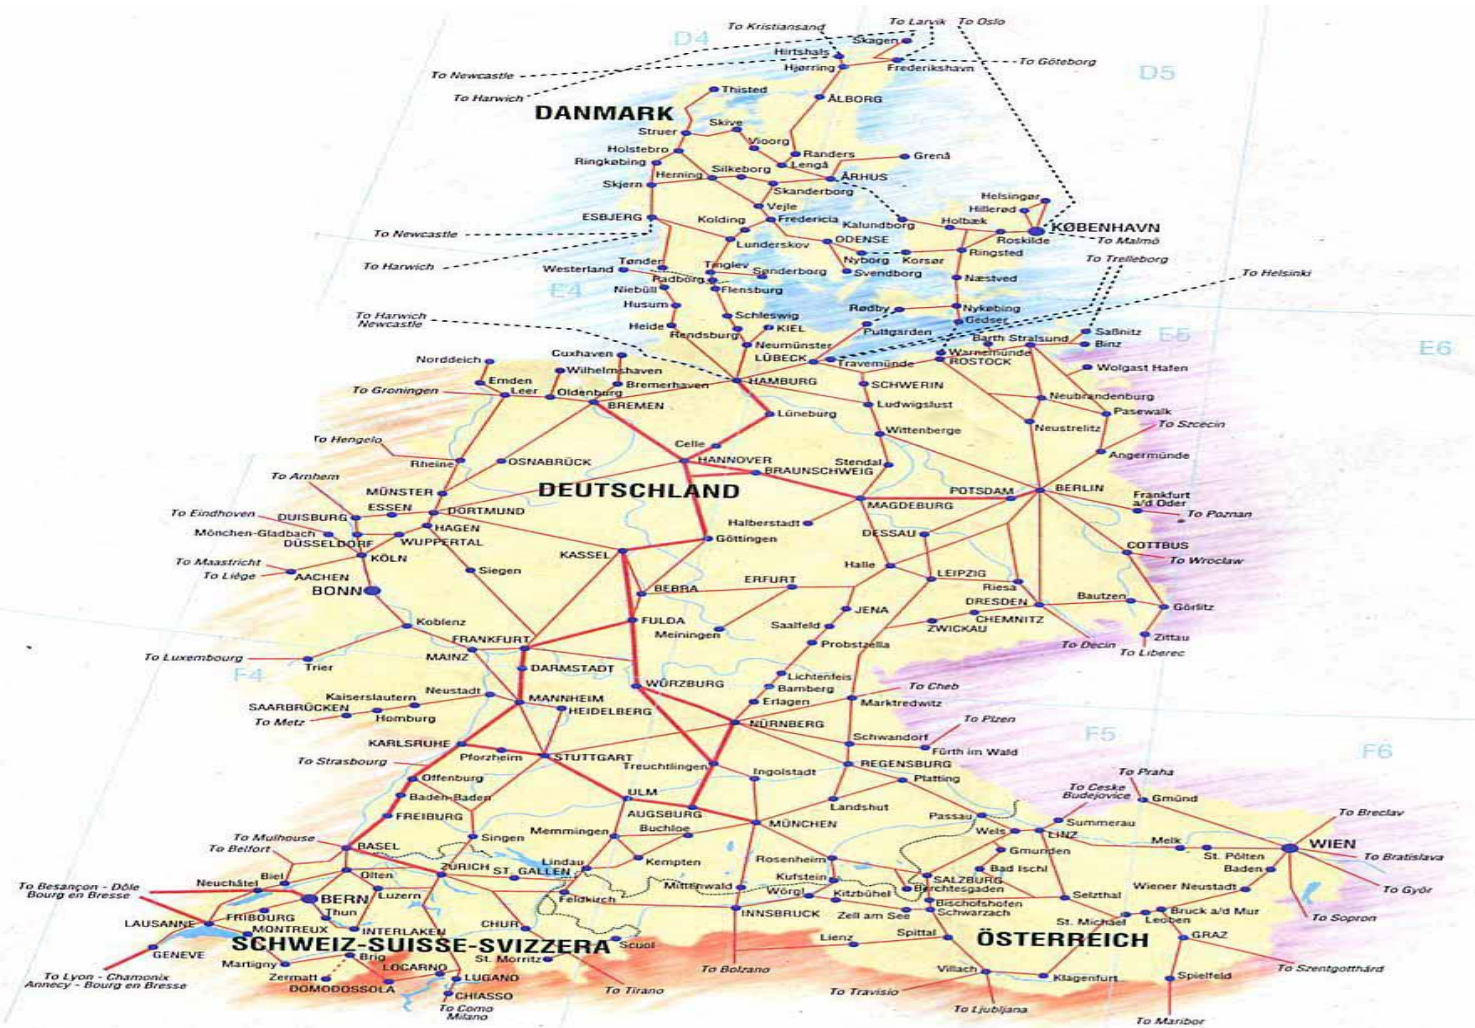 To Kristiansand
To Larvik
To Oslo
D4
Skagen
Hirtshals
Hjørring
Frederikshavn
To Göteborg
To Newcastle
D5
To Harwich
Thisted
ÅLBORG
DANMARK
Struer
Skive
Vioorg
Holstebro
Randers
Grenå
Ringkøbing
Lengå
Silkeborg
Herning
ÅRHUS
Skjern
Skanderborg
Helsingør
Vejle
Hillerød
ESBJERG
Kolding
Fredericia
Kalundborg
Holbæk
KØBENHAVN
To Newcastle
Lunderskov
ODENSE
Roskilde
To Malmö
Nyborg
Korsør
Ringsted
To Trelleborg
To Harwich
Westerland
Tønder
Tinglev
Sønderborg
Svendborg
To Helsinki
Padborg
Næstved
E4
Niebüll
Flensburg
Husum
Rødby
Nykøbing
To Harwich
Newcastle
Schleswig
Gedser
Heide
Rendsburg
KIEL
Puttgarden
Saßnitz
E5
Barth
Stralsund
Binz
E6
Neumünster
Cuxhaven
LÜBECK
Travemünde
Warnemünde
ROSTOCK
Norddeich
Wilhelmshaven
Wolgast Hafen
Emden
Bremerhaven
HAMBURG
SCHWERIN
To Groningen
Leer
Oldenburg
BREMEN
Ludwigslust
Neubrandenburg
Lüneburg
Pasewalk
Neustrelitz
To Szcecin
Wittenberge
To Hengelo
Celle
Angermünde
Rheine
OSNABRÜCK
HANNOVER
Stendal
BRAUNSCHWEIG
To Arnhem
MÜNSTER
DEUTSCHLAND
POTSDAM
BERLIN
Frankfurt
a/d Oder
MAGDEBURG
ESSEN
DORTMUND
To Eindhoven
DUISBURG
To Poznan
HAGEN
Halberstadt
Mönchen-Gladbach
DESSAU
DÜSSELDORF
WUPPERTAL
Göttingen
COTTBUS
KASSEL
KÖLN
To Maastricht
To Wroclaw
Halle
Siegen
LEIPZIG
To Liège
AACHEN
ERFURT
BONN
BEBRA
Riesa
Bautzen
DRESDEN
JENA
Görlitz
FULDA
CHEMNITZ
Koblenz
Saalfeld
ZWICKAU
Meiningen
Zittau
FRANKFURT
Probstzella
To Decin
To Liberec
MAINZ
To Luxembourg
Trier
DARMSTADT
F4
Lichtenfels
WÜRZBURG
Bamberg
To Cheb
Neustadt
Kaiserslautern
MANNHEIM
Erlagen
Marktredwitz
SAARBRÜCKEN
HEIDELBERG
To Metz
Homburg
NÜRNBERG
To Plzen
F5
Schwandorf
KARLSRUHE
Fürth im Wald
F6
Pforzheim
STUTTGART
To Strasbourg
Treuchtlingen
REGENSBURG
Offenburg
Ingolstadt
Platting
To Praha
To Ceske
Budejovice
Baden-Baden
ULM
Gmünd
Landshut
FREIBURG
AUGSBURG
Passau
To Breclav
Summerau
MÜNCHEN
Memmingen
Buchloe
Wels
LINZ
To Mulhouse
Singen
Melk
WIEN
BASEL
To Belfort
Gmunden
St. Pölten
To Bratislava
Rosenheim
Lindau
Kempten
Baden
Olten
ZÜRICH
ST. GALLEN
Bad Ischl
Biel
Kufstein
SALZBURG
To Besançon - Dôle
Bourg en Bresse
Neuchâtel
Mittenwald
Berchtesgaden
Wiener Neustadt
To Györ
BERN
Luzern
Feldkirch
Wörgl
Kitzbühel
Selzthal
Bischofshofen
FRIBOURG
Thun
INNSBRUCK
Zell am See
Schwarzach
Bruck a/d Mur
LAUSANNE
CHUR
St. Michael
Leoben
To Sopron
MONTREUX
INTERLAKEN
Spittal
SCHWEIZ-SUISSE-SVIZZERA
Scuol
Lienz
ÖSTERREICH
GRAZ
GENEVE
Brig
St. Morritz
Martigny
LOCARNO
To Bolzano
Villach
To Szentgotthárd
To Lyon - Chamonix
Annecy - Bourg en Bresse
Zermatt
LUGANO
Klagenfurt
Spielfeld
DOMODOSSOLA
CHIASSO
To Tirano
To Travisio
To Como
Milano
To Ljubljana
To Maribor